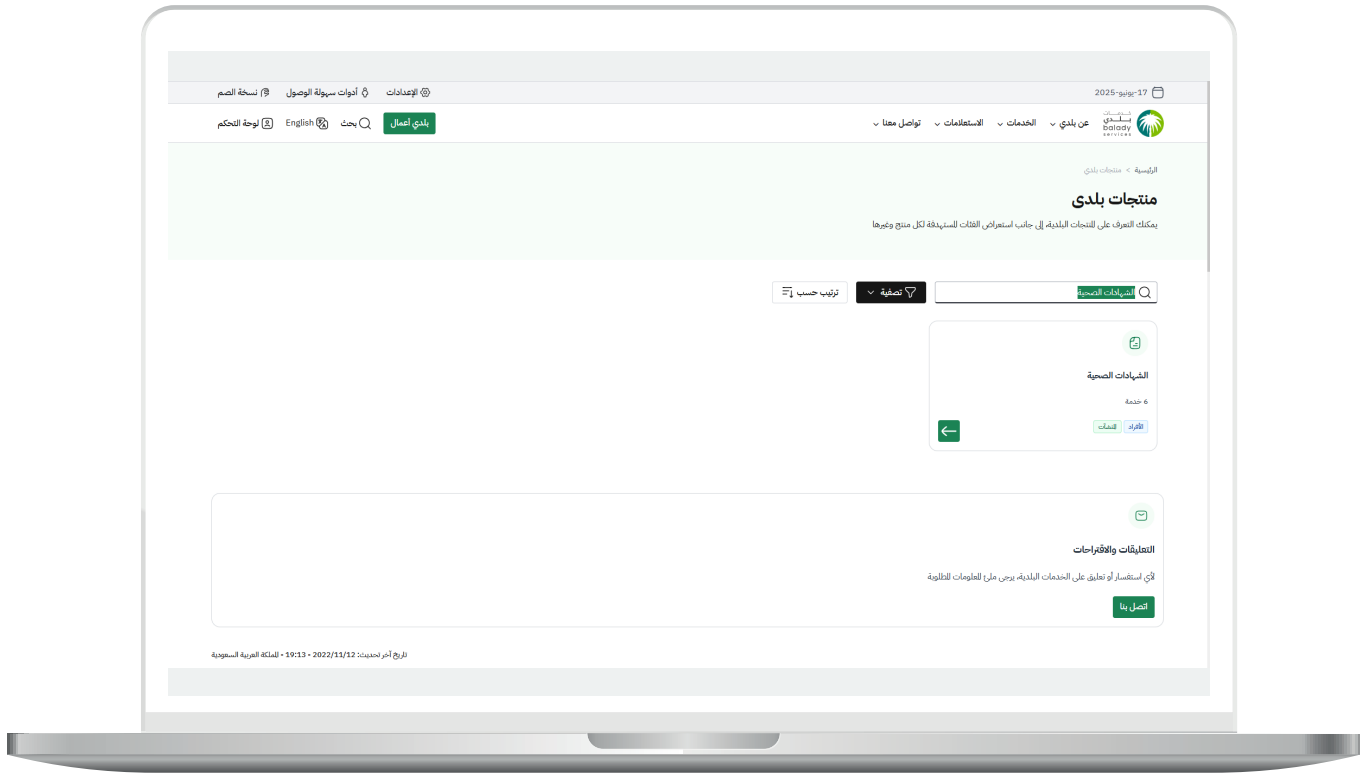 17-يونيو-2025
الإعدادات
أدوات سهولة الوصول
نسخة الصم
خدمات
بلدي
balady
services
عن بلدي
الخدمات
الاستعلامات
تواصل معنا
بلدي أعمال
بحث
English
لوحة التحكم
الرئيسية > منتجات بلدي
منتجات بلدى
يمكنك التعرف على المنتجات البلدية، إلى جانب استعراض الفئات المستهدفة لكل منتج وغيرها
الشهادات الصحية
تصفية
ترتيب حسب
الشهادات الصحية
6 خدمة
الأفراد
المنشآت
التعليقات والاقتراحات
لأي استفسار أو تعليق على الخدمات البلدية، يرجى ملئ المعلومات المطلوبة
اتصل بنا
تاريخ آخر تحديث: 2022/11/12 - 19:13 - المملكة العربية السعودية